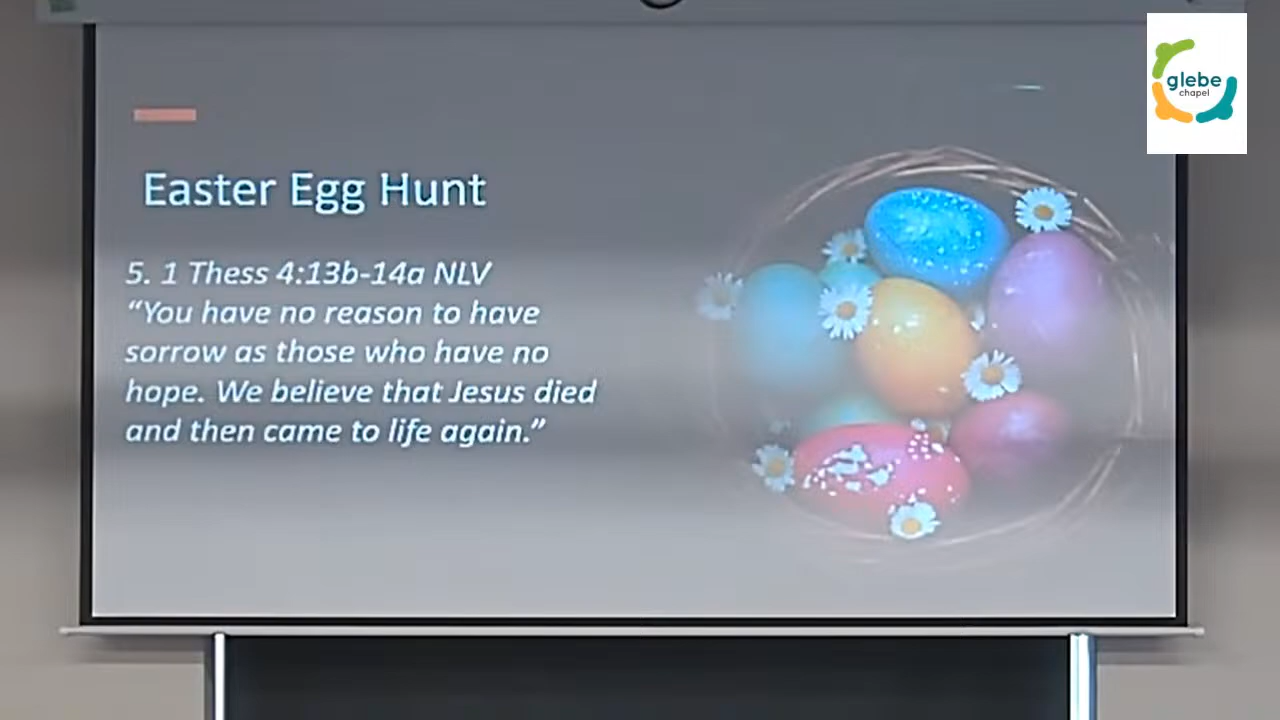 glebe
chapel
Easter Egg Hunt
5. 1 Thess 4:13b-14a NLV
“You have no reason to have
sorrow as those who have no
hope. We believe that Jesus died
and then came to life again.”